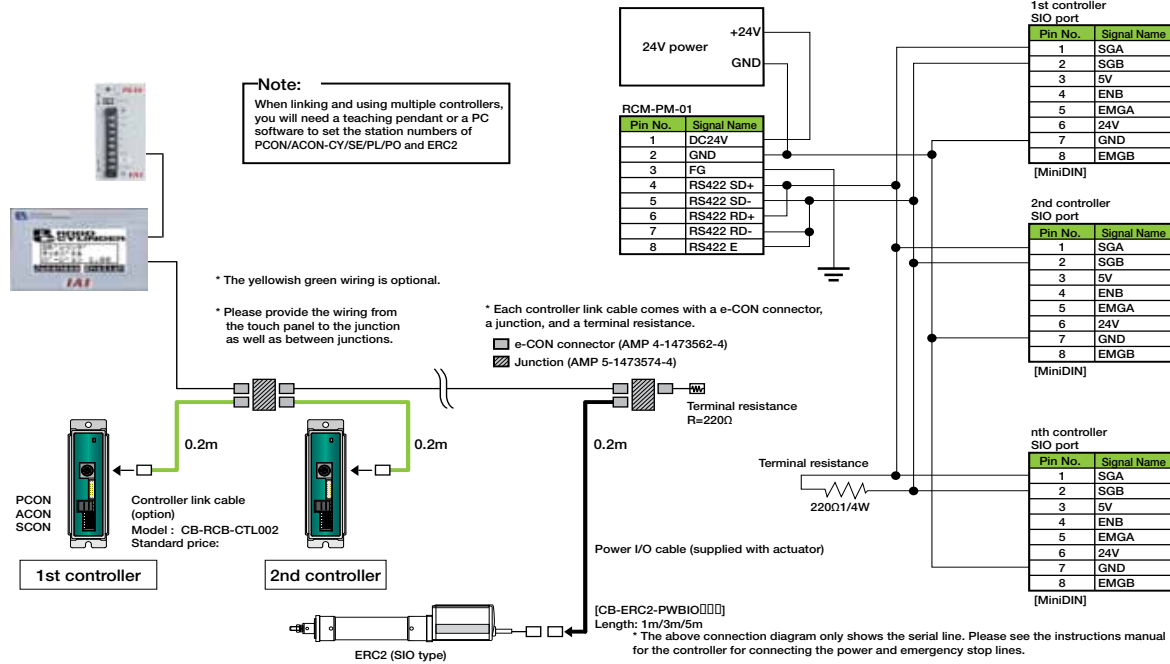 PS-24
IAI
ROBO
CYLINDER
IAI
Note:
When linking and using multiple controllers,
you will need a teaching pendant or a PC
software to set the station numbers of
PCON/ACON-CY/SE/PL/PO and ERC2
* The yellowish green wiring is optional.
* Please provide the wiring from
the touch panel to the junction
as well as between junctions.
* Each controller link cable comes with a e-CON connector,
a junction, and a terminal resistance.
e-CON connector (AMP 4-1473562-4)
Junction (AMP 5-1473574-4)
Terminal resistance
R=220Ω
0.2m
0.2m
0.2m
PCON
ACON
SCON
Controller link cable
(option)
Model : CB-RCB-CTL002
Standard price:
1st controller
2nd controller
Power I/O cable (supplied with actuator)
[CB-ERC2-PWBIO□□□]
Length: 1m/3m/5m
ERC2 (SIO type)
* The above connection diagram only shows the serial line. Please see the instructions manual
for the controller for connecting the power and emergency stop lines.
24V power
+24V
GND
RCM-PM-01
Pin No. Signal Name
1 DC24V
2 GND
3 FG
4 RS422 SD+
5 RS422 SD-
6 RS422 RD+
7 RS422 RD-
8 RS422 E
Terminal resistance
220Ω1/4W
1st controller
SIO port
Pin No. Signal Name
1 SGA
2 SGB
3 5V
4 ENB
5 EMGA
6 24V
7 GND
8 EMGB
[MiniDIN]
2nd controller
SIO port
Pin No. Signal Name
1 SGA
2 SGB
3 5V
4 ENB
5 EMGA
6 24V
7 GND
8 EMGB
[MiniDIN]
nth controller
SIO port
Pin No. Signal Name
1 SGA
2 SGB
3 5V
4 ENB
5 EMGA
6 24V
7 GND
8 EMGB
[MiniDIN]